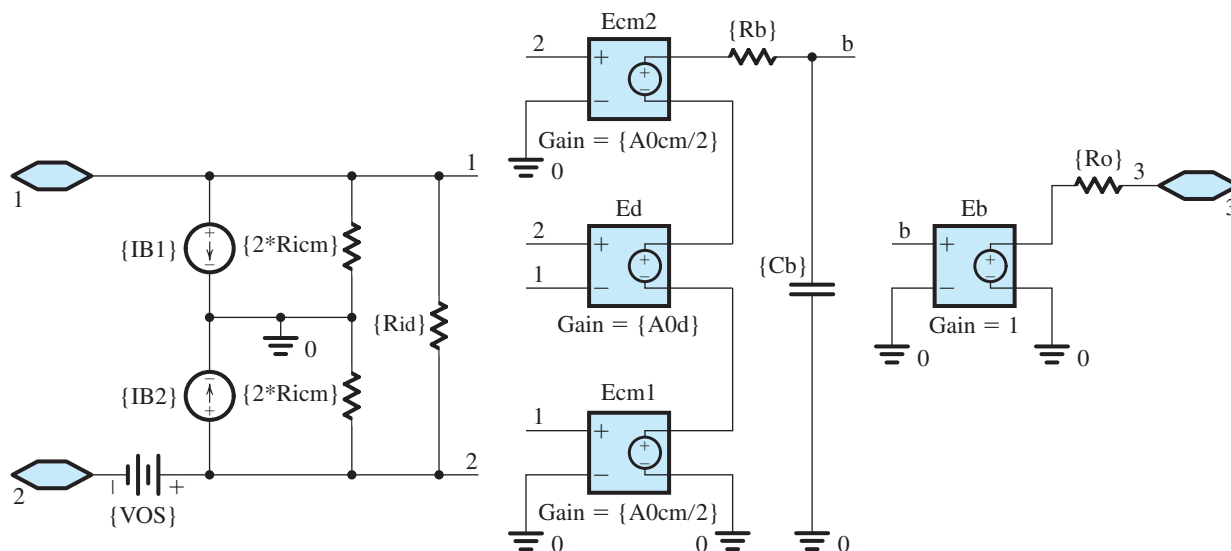 Ecm2
{Rb}
2
b
+
+
−
−
Gain = {A0cm/2}
0
1
1
{IB1}
+
−
{2*Ricm}
{Rid}
0
{IB2}
−
+
{2*Ricm}
2
−
+
{VOS}
2
Ed
2
+
1
−
+
−
Gain = {A0d}
{Cb}
Ecm1
1
+
−
+
−
Gain = {A0cm/2}
0
0
0
{Ro}
3
3
Eb
b
+
−
+
−
Gain = 1
0
0